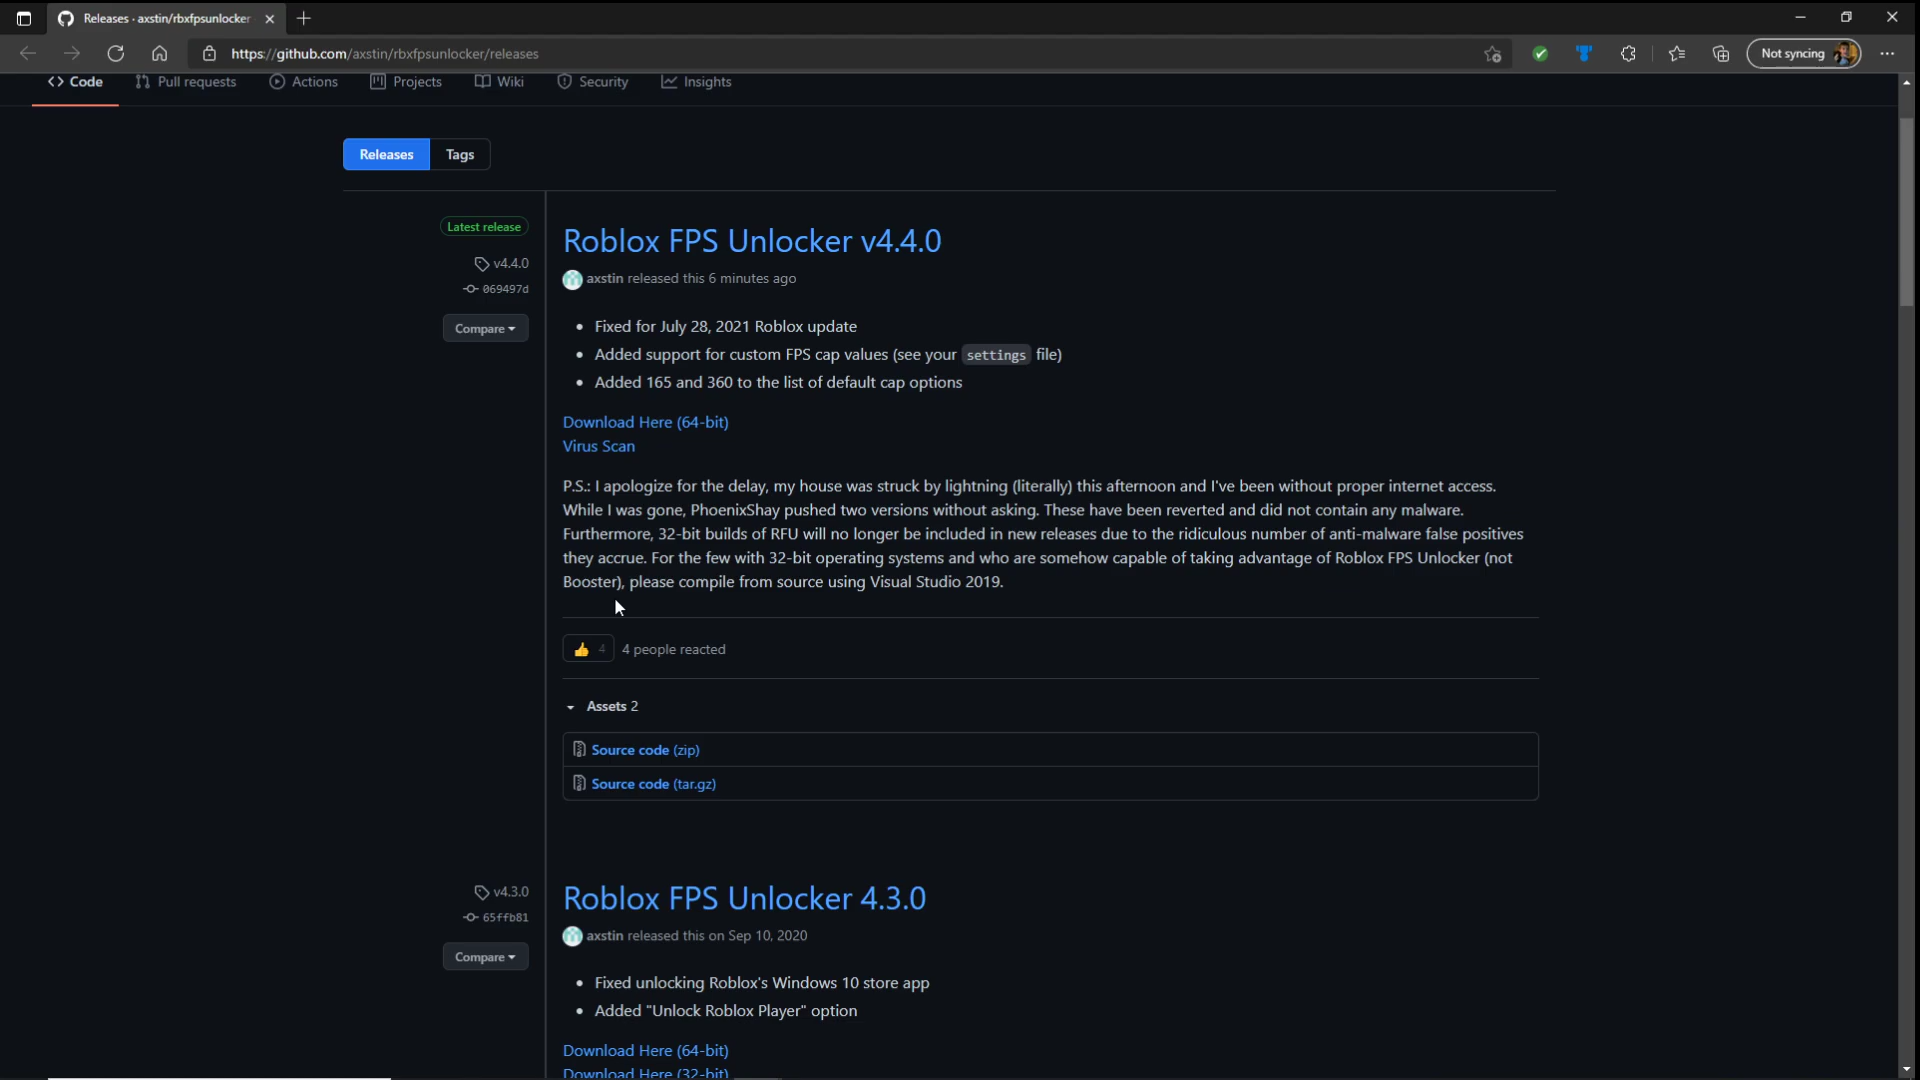 Releases · axstin/rbxfpsunlocker
https://github.com/axstin/rbxfpsunlocker/releases
Not syncing
Code
Pull requests
Actions
Projects
Wiki
Security
Insights
Releases
Tags
Latest release
v4.4.0
069497d
Compare
Roblox FPS Unlocker v4.4.0
axstin released this 6 minutes ago
• Fixed for July 28, 2021 Roblox update
• Added support for custom FPS cap values (see your settings file)
• Added 165 and 360 to the list of default cap options
Download Here (64-bit)
Virus Scan
P.S.: I apologize for the delay, my house was struck by lightning (literally) this afternoon and I've been without proper internet access.
While I was gone, PhoenixShay pushed two versions without asking. These have been reverted and did not contain any malware.
Furthermore, 32-bit builds of RFU will no longer be included in new releases due to the ridiculous number of anti-malware false positives
they accrue. For the few with 32-bit operating systems and who are somehow capable of taking advantage of Roblox FPS Unlocker (not
Booster), please compile from source using Visual Studio 2019.
👍 4 4 people reacted
Assets 2
Source code (zip)
Source code (tar.gz)
v4.3.0
65ffb81
Compare
Roblox FPS Unlocker 4.3.0
axstin released this on Sep 10, 2020
• Fixed unlocking Roblox's Windows 10 store app
• Added "Unlock Roblox Player" option
Download Here (64-bit)
Download Here (32-bit)